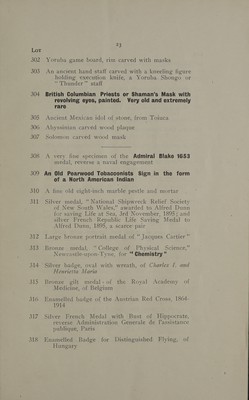 23
Lot
302 Yoruba game board, rim carved with masks
303 An ancient hand staff carved with a kneeling figure
holding execution knife, a Yoruba Shongo or
"Thunder" staff
304 British Columbian Priests or Shaman's Mask with
revolving eyes, painted. Very old and extremely
rare
305 Ancient Mexican idol of stone, from Toluca
306 Abyssinian carved wood plaque
307 Solomon carved wood mask
308 A very fine specimen of the Admiral Blake 1653
medal, reverse a naval engagement
309 An Old Pearwood Tobacconists Sign in the form
of a North American Indian
310 A fine old eight-inch marble pestle and mortar
311 Silver medal, "National Shipwreck Relief Society
of New South Wales," awarded to Alfred Dunn
for saving Life at Sea, 3rd November, 1895; and
silver French Republic Life Saving Medal to
Alfred Dunn, 1895, a scarce pair
312 Large bronze portrait medal of "Jacques Cartier"
313 Bronze medal, "College of Physical Science,"
Newcastle-upon-Tyne, for "Chemistry"
314 Silver badge, oval with wreath, of Charles I. and
Henrietta Maria
315 Bronze gilt medal of the Royal Academy of
Medicine, of Belgium
316 Enamelled badge of the Austrian Red Cross, 1864-
1914
317 Silver French Medal with Bust of Hippocrate,
reverse Administration Generale de l'assistance
publique, Paris
318 Enamelled Badge for Distinguished Flying, of
Hungary